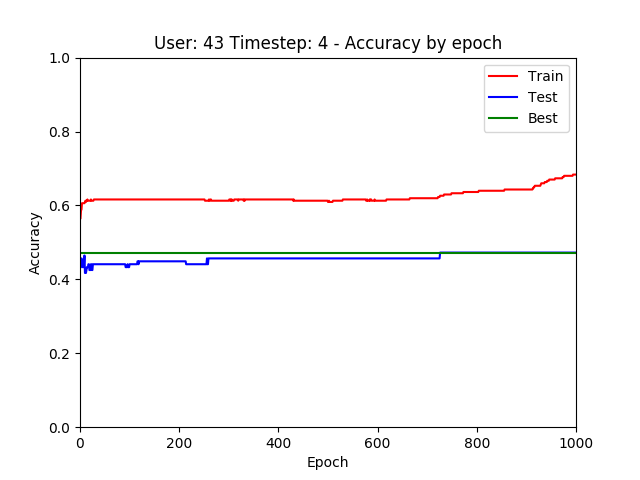 User: 43 Timestep: 4 - Accuracy by epoch
Train
Test
Best
Accuracy
1.0
0.8
0.6
0.4
0.2
0.0
0 200 400 600 800 1000
Epoch